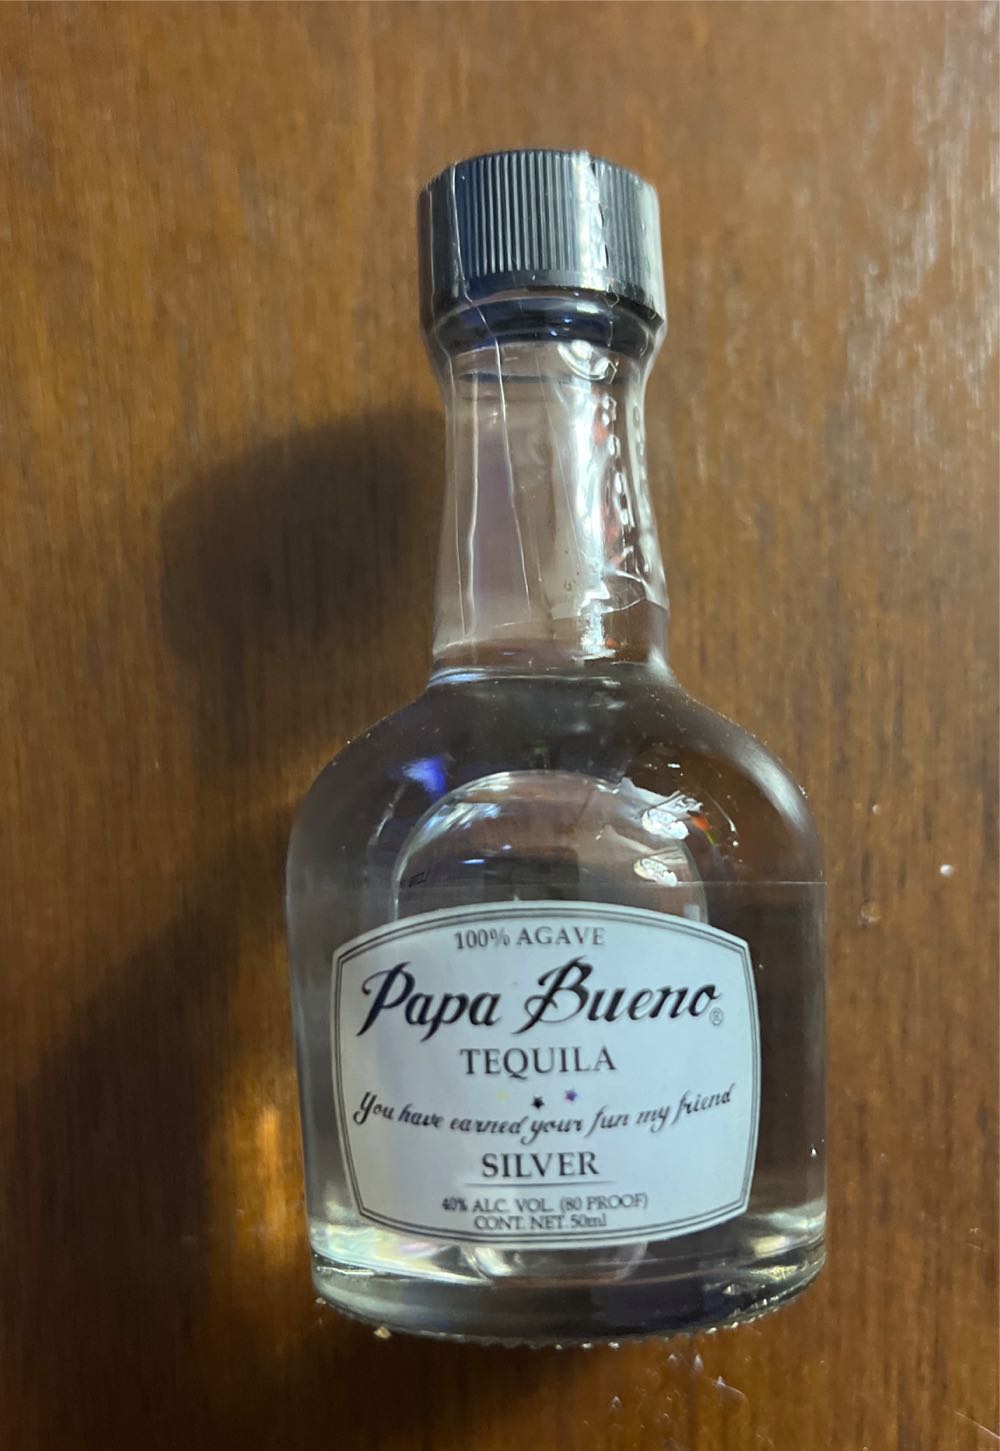 100% AGAVE
Papa Bueno®
TEQUILA
You have earned your fun my friend
SILVER
40% ALC. VOL. (80 PROOF)
CONT. NET. 50ml